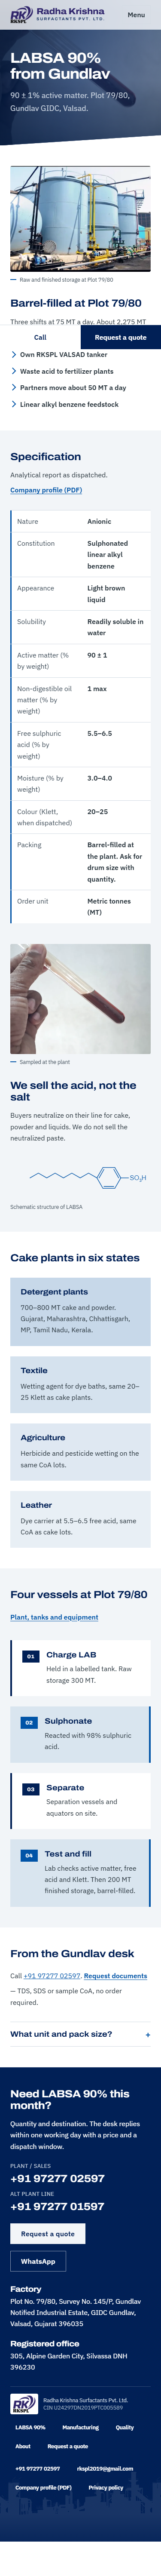 RKSPL
Radha Krishna
SURFACTANTS PVT. LTD.
Menu
LABSA 90%
from Gundlav
90 ± 1% active matter. Plot 79/80,
Gundlav GIDC, Valsad.
Raw and finished storage at Plot 79/80
Barrel-filled at Plot 79/80
Three shifts at 75 MT a day. About 2,275 MT
Call
Request a quote
Own RKSPL VALSAD tanker
Waste acid to fertilizer plants
Partners move about 50 MT a day
Linear alkyl benzene feedstock
Specification
Analytical report as dispatched.
Company profile (PDF)
Nature
Anionic
Constitution
Sulphonated
linear alkyl
benzene
Appearance
Light brown
liquid
Solubility
Readily soluble in
water
Active matter (%
by weight)
90 ± 1
Non-digestible oil
matter (% by
weight)
1 max
Free sulphuric
acid (% by
weight)
5.5–6.5
Moisture (% by
weight)
3.0–4.0
Colour (Klett,
when dispatched)
20–25
Packing
Barrel-filled at
the plant. Ask for
drum size with
quantity.
Order unit
Metric tonnes
(MT)
Sampled at the plant
We sell the acid, not the
salt
Buyers neutralize on their line for cake,
powder and liquids. We do not sell the
neutralized paste.
SO3H
Schematic structure of LABSA
Cake plants in six states
Detergent plants
700–800 MT cake and powder.
Gujarat, Maharashtra, Chhattisgarh,
MP, Tamil Nadu, Kerala.
Textile
Wetting agent for dye baths, same 20–
25 Klett as cake plants.
Agriculture
Herbicide and pesticide wetting on the
same CoA lots.
Leather
Dye carrier at 5.5–6.5 free acid, same
CoA as cake lots.
Four vessels at Plot 79/80
Plant, tanks and equipment
01
Charge LAB
Held in a labelled tank. Raw
storage 300 MT.
02
Sulphonate
Reacted with 98% sulphuric
acid.
03
Separate
Separation vessels and
aquators on site.
04
Test and fill
Lab checks active matter, free
acid and Klett. Then 200 MT
finished storage, barrel-filled.
From the Gundlav desk
Call +91 97277 02597. Request documents
— TDS, SDS or sample CoA, no order
required.
What unit and pack size?
+
Need LABSA 90% this
month?
Quantity and destination. The desk replies
within one working day with a price and a
dispatch window.
PLANT / SALES
+91 97277 02597
ALT PLANT LINE
+91 97277 01597
Request a quote
WhatsApp
Factory
Plot No. 79/80, Survey No. 145/P, Gundlav
Notified Industrial Estate, GIDC Gundlav,
Valsad, Gujarat 396035
Registered office
305, Alpine Garden City, Silvassa DNH
396230
RKSPL
Radha Krishna Surfactants Pvt. Ltd.
CIN U24297DN2019PTC005589
LABSA 90%
Manufacturing
Quality
About
Request a quote
+91 97277 02597
rkspl2019@gmail.com
Company profile (PDF)
Privacy policy